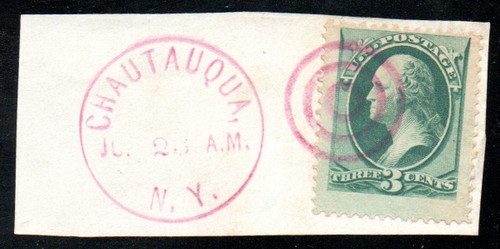 CHAUTAUQUA,
A.M.
N. Y.
U.S. POSTAGE
THREE 3 CENTS